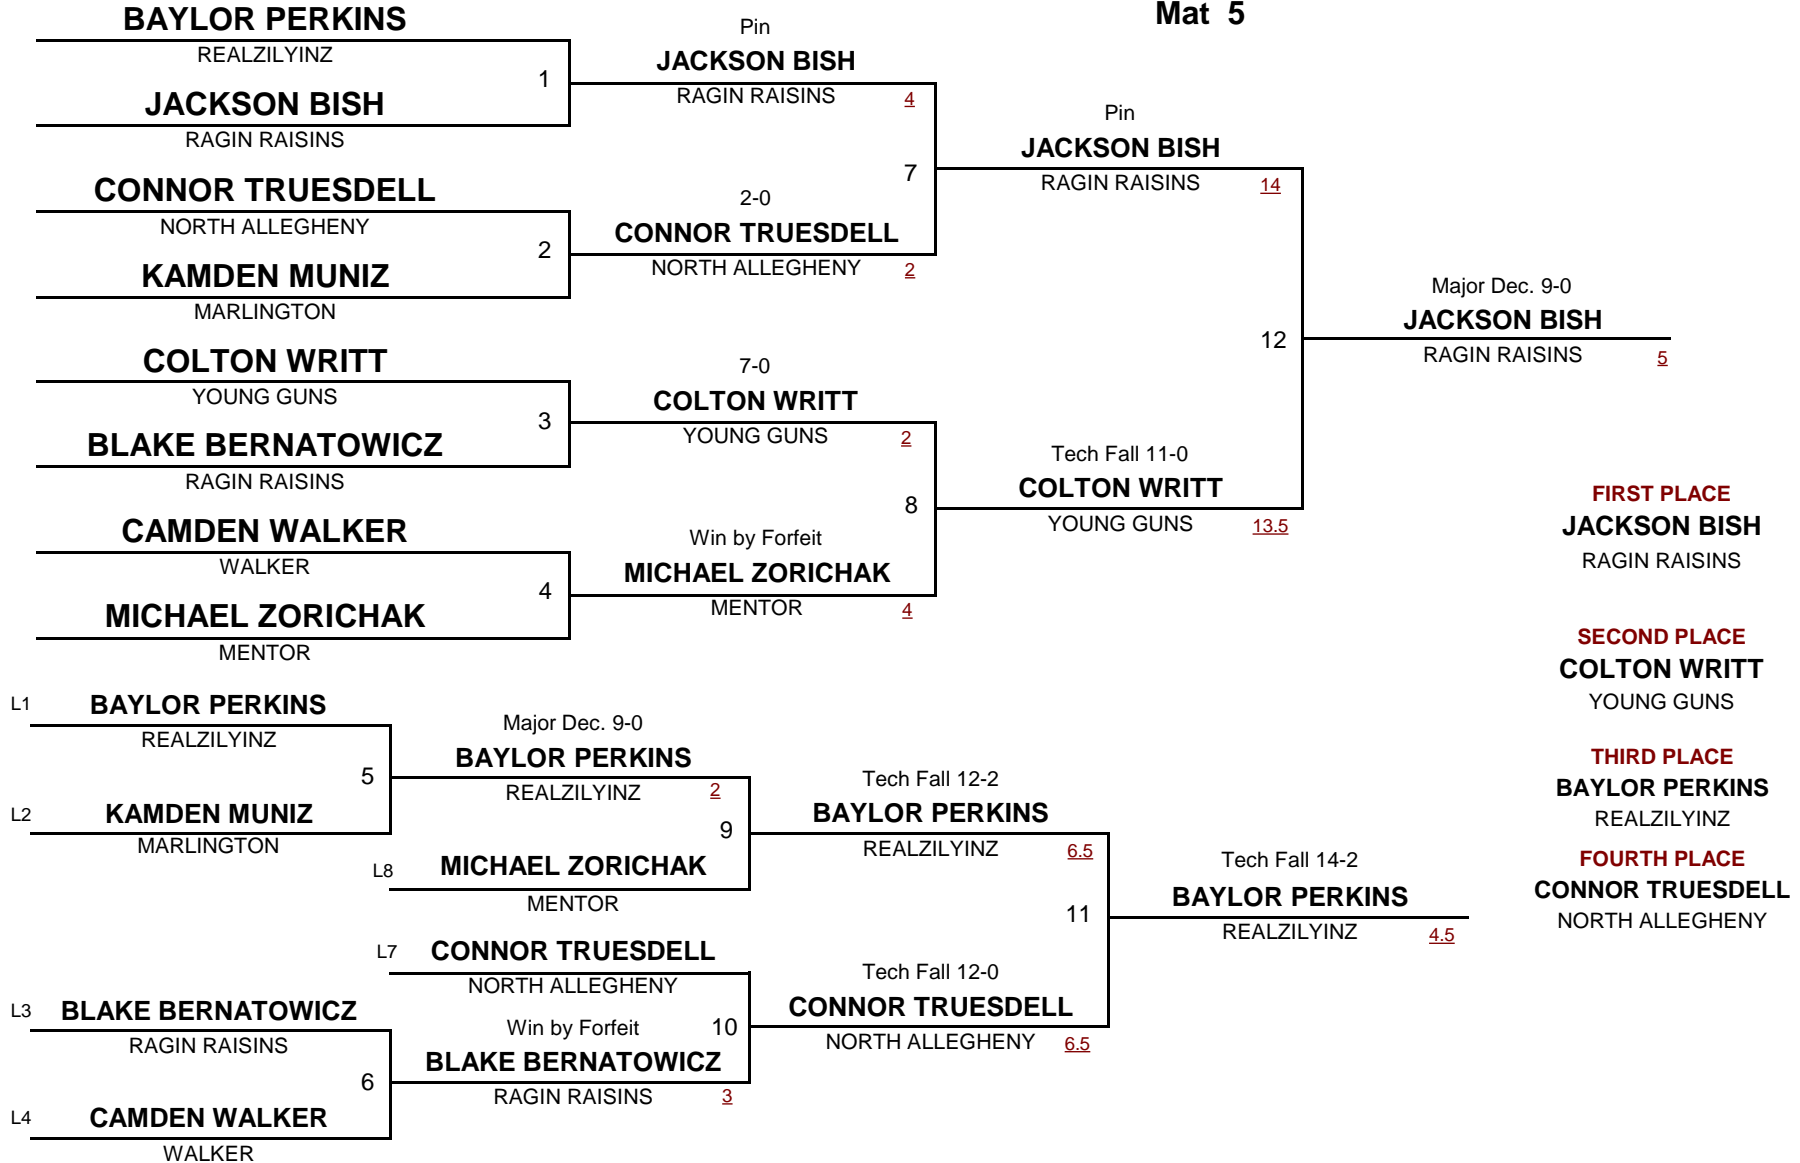 Mat 5
BAYLOR PERKINS
REALZILYINZ
1
JACKSON BISH
RAGIN RAISINS
CONNOR TRUESDELL
NORTH ALLEGHENY
2
KAMDEN MUNIZ
MARLINGTON
COLTON WRITT
YOUNG GUNS
3
BLAKE BERNATOWICZ
RAGIN RAISINS
CAMDEN WALKER
WALKER
4
MICHAEL ZORICHAK
MENTOR
Pin
JACKSON BISH
RAGIN RAISINS 4
7
2-0
CONNOR TRUESDELL
NORTH ALLEGHENY 2
7-0
COLTON WRITT
YOUNG GUNS 2
8
Win by Forfeit
MICHAEL ZORICHAK
MENTOR 4
Pin
JACKSON BISH
RAGIN RAISINS 14
12
Tech Fall 11-0
COLTON WRITT
YOUNG GUNS 13.5
Major Dec. 9-0
JACKSON BISH
RAGIN RAISINS 5
FIRST PLACE
JACKSON BISH
RAGIN RAISINS
SECOND PLACE
COLTON WRITT
YOUNG GUNS
THIRD PLACE
BAYLOR PERKINS
REALZILYINZ
FOURTH PLACE
CONNOR TRUESDELL
NORTH ALLEGHENY
L1 BAYLOR PERKINS
REALZILYINZ
5
L2 KAMDEN MUNIZ
MARLINGTON
Major Dec. 9-0
BAYLOR PERKINS
REALZILYINZ 2
9
L8 MICHAEL ZORICHAK
MENTOR
L7 CONNOR TRUESDELL
NORTH ALLEGHENY
L3 BLAKE BERNATOWICZ
RAGIN RAISINS
6
L4 CAMDEN WALKER
WALKER
Win by Forfeit 10
BLAKE BERNATOWICZ
RAGIN RAISINS 3
Tech Fall 12-2
BAYLOR PERKINS
REALZILYINZ 6.5
11
Tech Fall 12-0
CONNOR TRUESDELL
NORTH ALLEGHENY 6.5
Tech Fall 14-2
BAYLOR PERKINS
REALZILYINZ 4.5